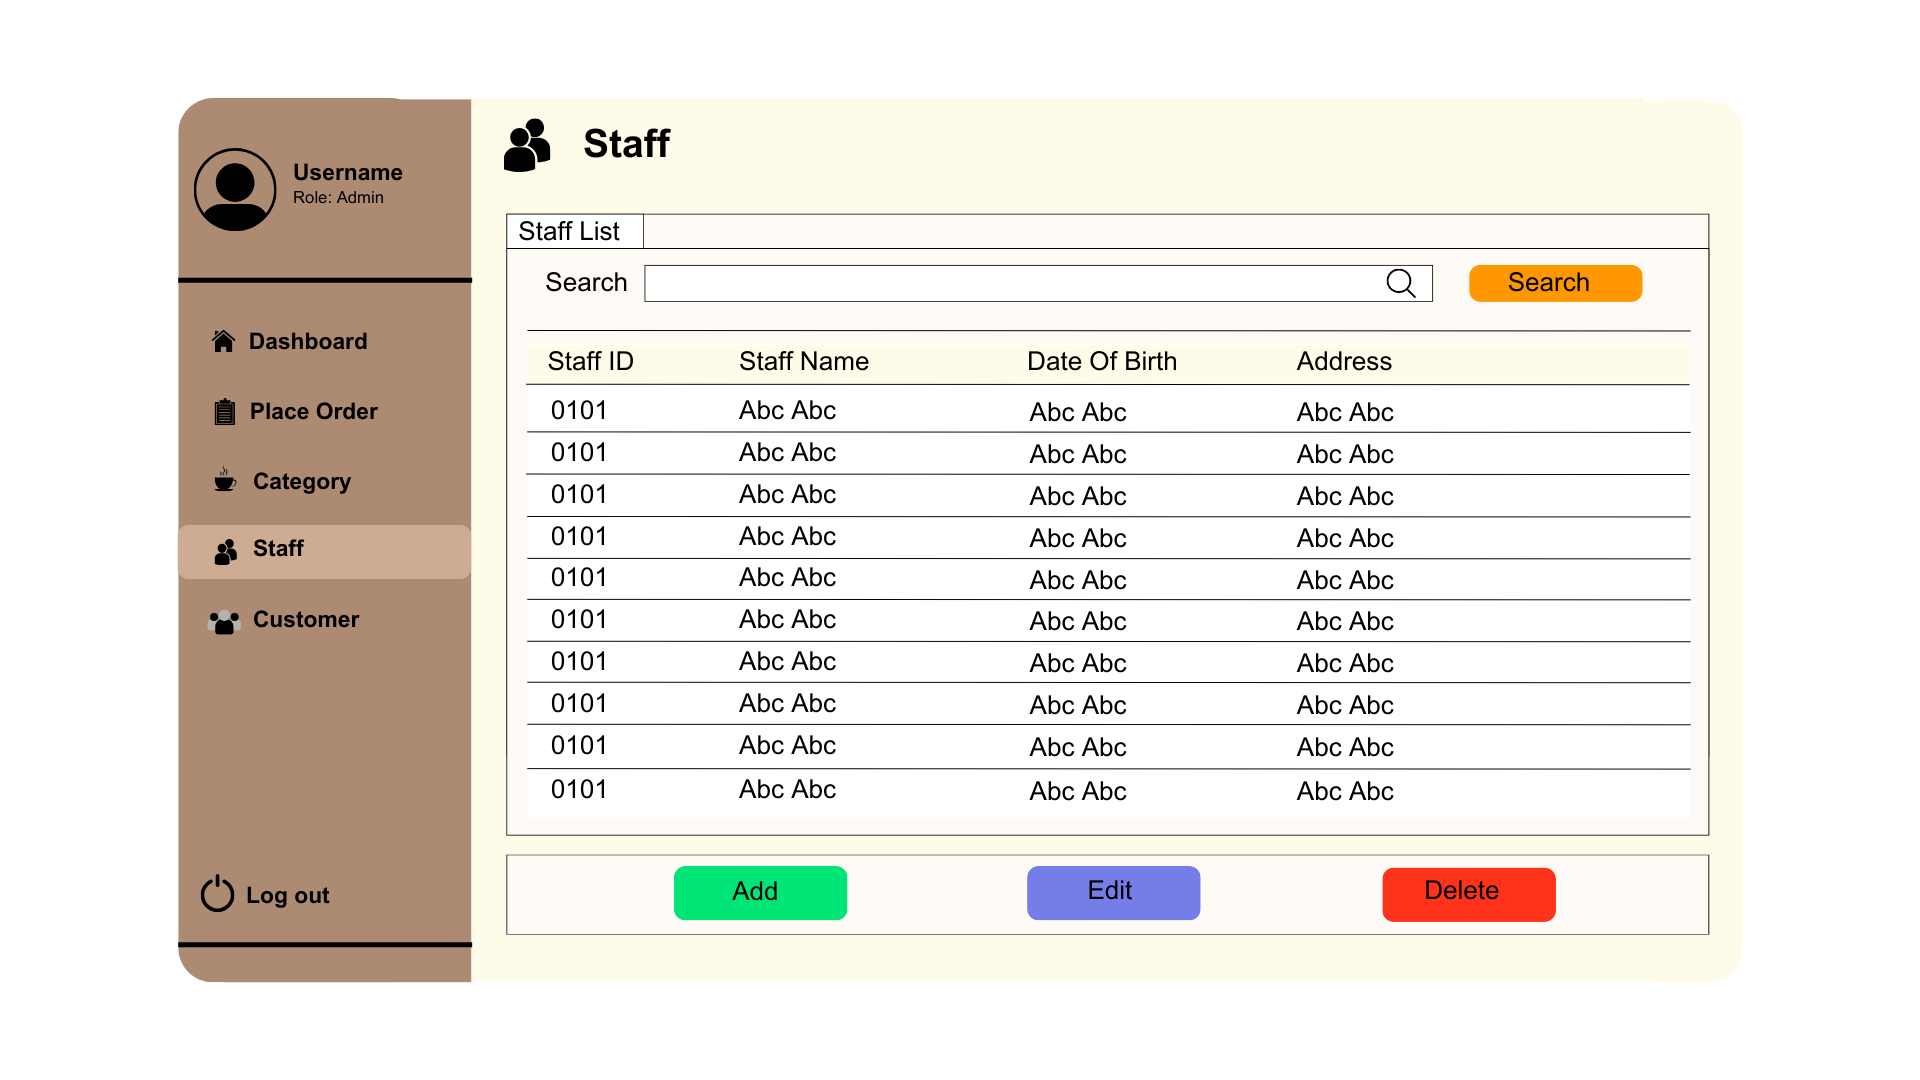 Username
Role: Admin
Dashboard
Place Order
Category
Staff
Customer
Log out
Staff
Staff List
Search Search
Staff ID Staff Name Date Of Birth Address
0101 Abc Abc Abc Abc Abc Abc
0101 Abc Abc Abc Abc Abc Abc
0101 Abc Abc Abc Abc Abc Abc
0101 Abc Abc Abc Abc Abc Abc
0101 Abc Abc Abc Abc Abc Abc
0101 Abc Abc Abc Abc Abc Abc
0101 Abc Abc Abc Abc Abc Abc
0101 Abc Abc Abc Abc Abc Abc
0101 Abc Abc Abc Abc Abc Abc
0101 Abc Abc Abc Abc Abc Abc
Add Edit Delete